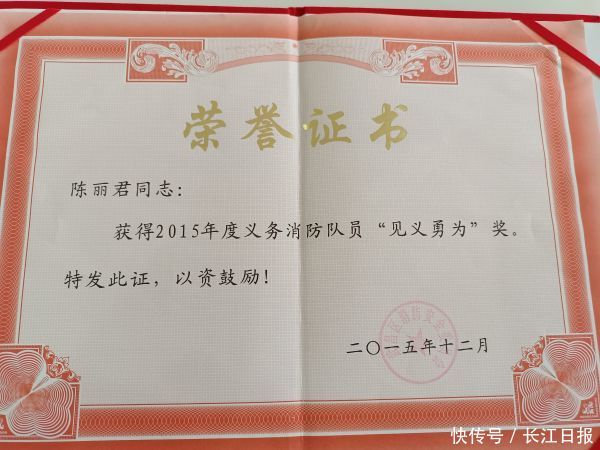 荣誉证书
陈丽君同志：
获得2015年度义务消防队员“见义勇为”奖。
特发此证，以资鼓励！
二〇一五年十二月
快传号／长江日报